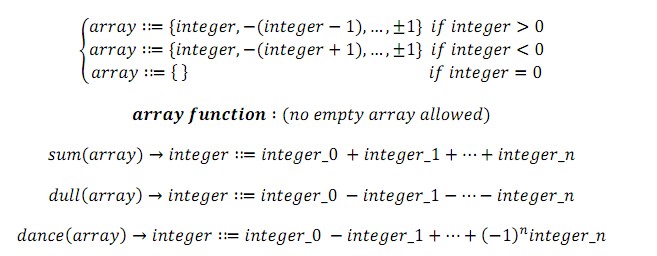 array ∷= {integer, −(integer − 1), … , ±1} if integer > 0
array ∷= {integer, −(integer + 1), … , ±1} if integer < 0
array ∷= { } if integer = 0
array function : (no empty array allowed)
sum(array) → integer ∷= integer_0 + integer_1 + ⋯ + integer_n
dull(array) → integer ∷= integer_0 − integer_1 − ⋯ − integer_n
dance(array) → integer ∷= integer_0 − integer_1 + ⋯ + (−1)ⁿinteger_n